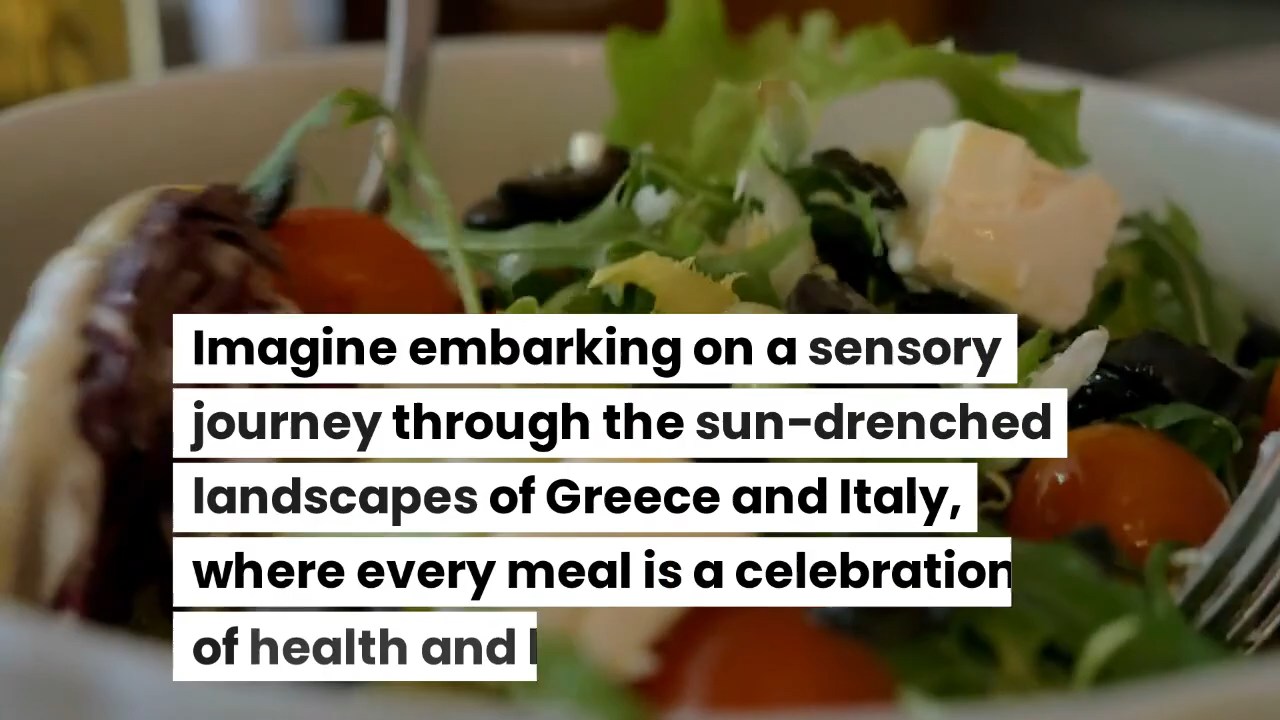 Imagine embarking on a sensory
journey through the sun-drenched
landscapes of Greece and Italy,
where every meal is a celebration
of health and